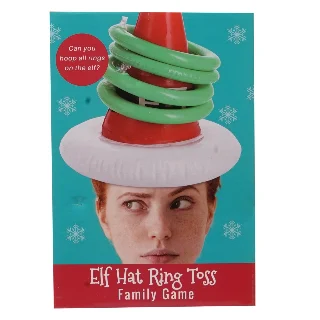 Can you
hoop all rings
on the elf?
Elf Hat Ring Toss
Family Game